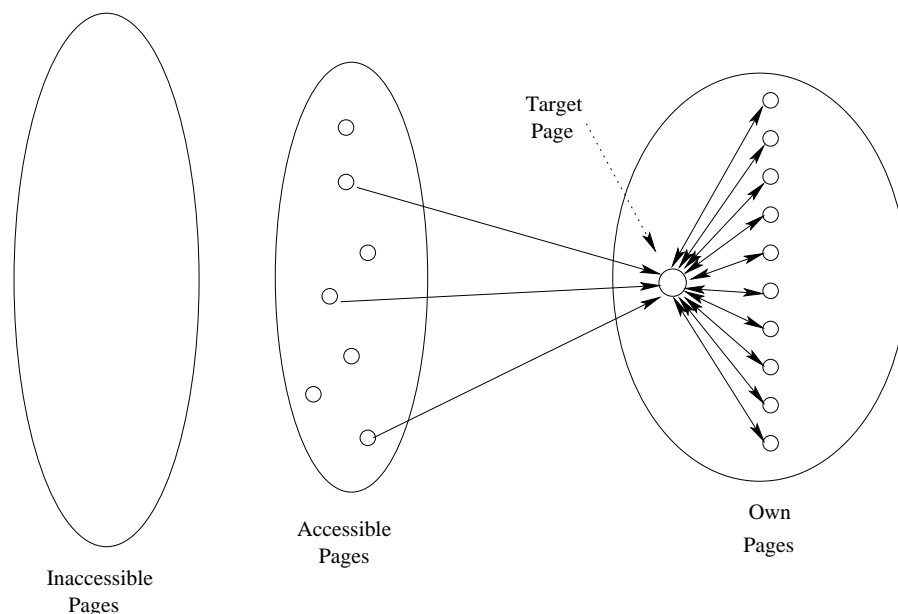 Target
Page
Accessible
Pages
Own
Pages
Inaccessible
Pages